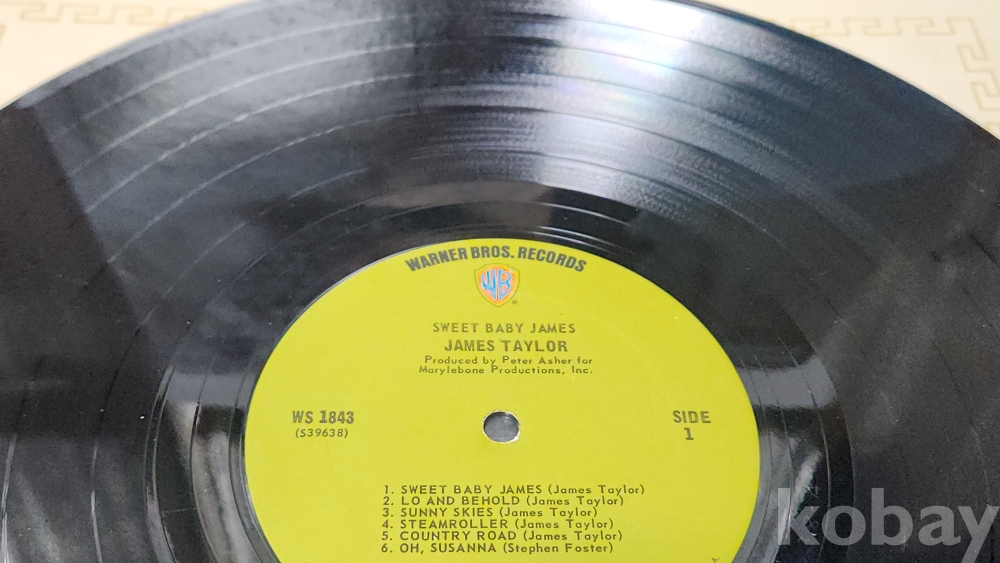 WARNER BROS. RECORDS
WB
SWEET BABY JAMES
JAMES TAYLOR
Produced by Peter Asher for
Marylebone Productions, Inc.
WS 1843
(S39638)
SIDE
1
1. SWEET BABY JAMES (James Taylor)
2. LO AND BEHOLD (James Taylor)
3. SUNNY SKIES (James Taylor)
4. STEAMROLLER (James Taylor)
5. COUNTRY ROAD (James Taylor)
6. OH, SUSANNA (Stephen Foster)
kobay